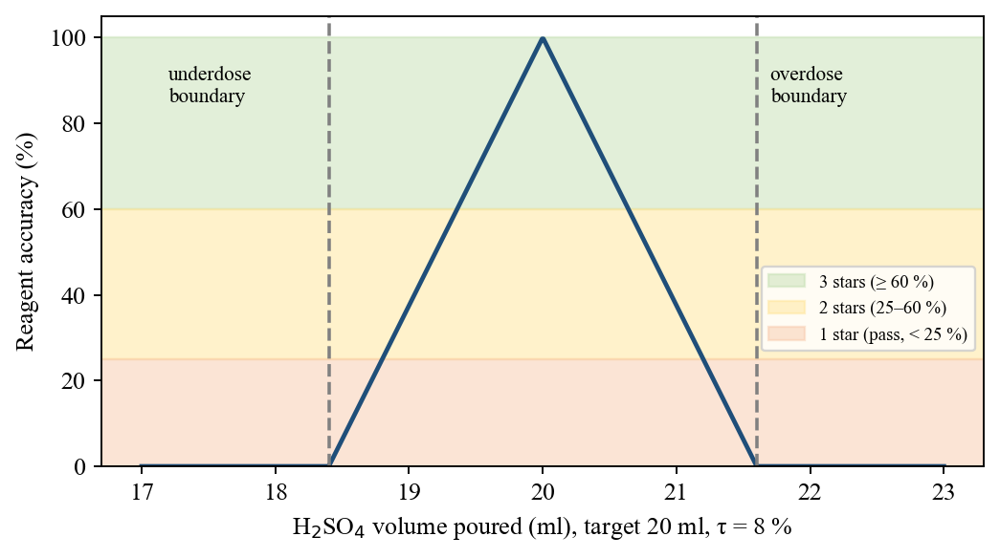 100
80
60
40
20
0
Reagent accuracy (%)
underdose
boundary
overdose
boundary
3 stars (≥ 60 %)
2 stars (25–60 %)
1 star (pass, < 25 %)
17 18 19 20 21 22 23
H₂SO₄ volume poured (ml), target 20 ml, τ = 8 %